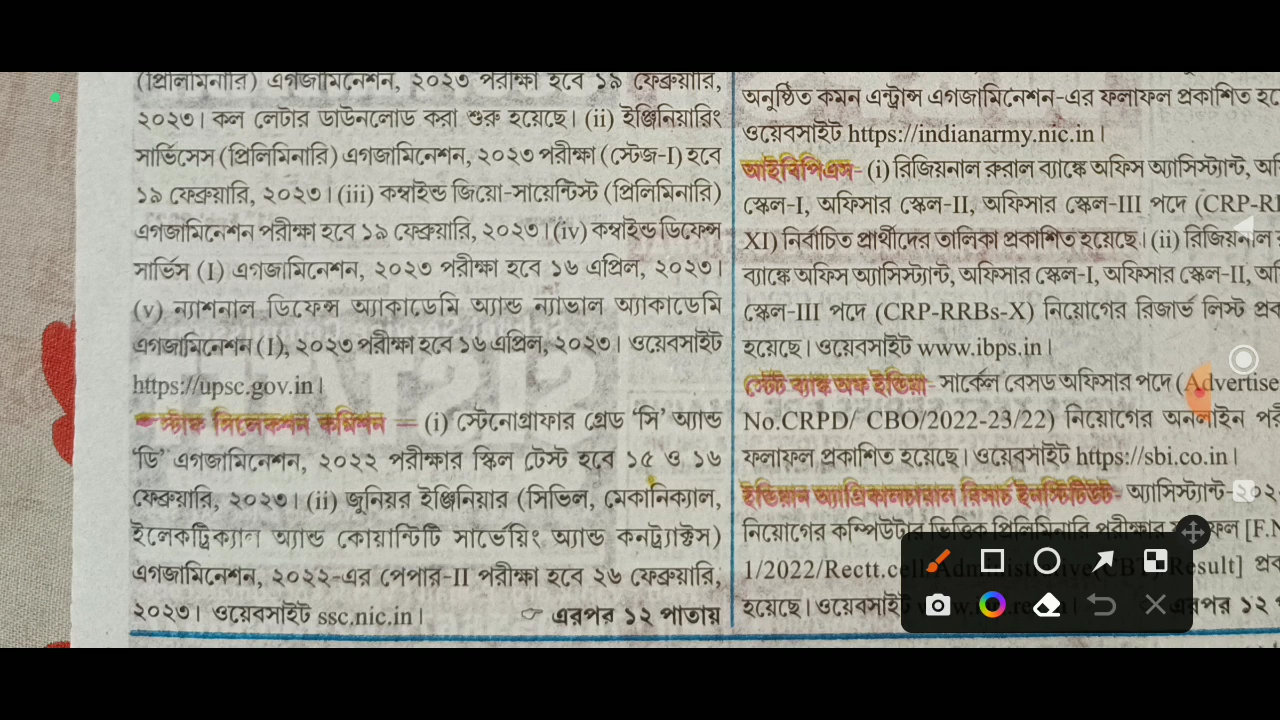 (প্রিলিমিনারি) এগজামিনেশন, ২০২৩ পরীক্ষা হবে ১৯ ফেব্রুয়ারি,
২০২৩। কল লেটার ডাউনলোড করা শুরু হয়েছে। (ii) ইঞ্জিনিয়ারিং
সার্ভিসেস (প্রিলিমিনারি) এগজামিনেশন, ২০২৩ পরীক্ষা (স্টেজ-I) হবে
১৯ ফেব্রুয়ারি, ২০২৩। (iii) কম্বাইন্ড জিয়ো-সায়েন্টিস্ট (প্রিলিমিনারি)
এগজামিনেশন পরীক্ষা হবে ১৯ ফেব্রুয়ারি, ২০২৩। (iv) কম্বাইন্ড ডিফেন্স
সার্ভিস (I) এগজামিনেশন, ২০২৩ পরীক্ষা হবে ১৬ এপ্রিল, ২০২৩।
(v) ন্যাশনাল ডিফেন্স অ্যাকাডেমি অ্যান্ড ন্যাভাল অ্যাকাডেমি
এগজামিনেশন (I), ২০২৩ পরীক্ষা হবে ১৬ এপ্রিল, ২০২৩। ওয়েবসাইট
https://upsc.gov.in।
স্টাফ সিলেকশন কমিশন — (i) স্টেনোগ্রাফার গ্রেড 'সি' অ্যান্ড
'ডি' এগজামিনেশন, ২০২২ পরীক্ষার স্কিল টেস্ট হবে ১৫ ও ১৬
ফেব্রুয়ারি, ২০২৩। (ii) জুনিয়র ইঞ্জিনিয়ার (সিভিল, মেকানিক্যাল,
ইলেকট্রিক্যাল অ্যান্ড কোয়ান্টিটি সার্ভেয়িং অ্যান্ড কনট্র্যাক্টস)
এগজামিনেশন, ২০২২-এর পেপার-II পরীক্ষা হবে ২৬ ফেব্রুয়ারি,
২০২৩। ওয়েবসাইট ssc.nic.in।
☞ এরপর ১২ পাতায়
অনুষ্ঠিত কমন এন্ট্রান্স এগজামিনেশন-এর ফলাফল প্রকাশিত
ওয়েবসাইট https://indianarmy.nic.in।
আইবিপিএস- (i) রিজিয়নাল রুরাল ব্যাঙ্কে অফিস অ্যাসিস্ট্যান্ট,
স্কেল-I, অফিসার স্কেল-II, অফিসার স্কেল-III পদে (CRP-R
XI) নির্বাচিত প্রার্থীদের তালিকা প্রকাশিত হয়েছে। (ii) রিজিয়নাল
ব্যাঙ্কে অফিস অ্যাসিস্ট্যান্ট, অফিসার স্কেল-I, অফিসার স্কেল-II,
স্কেল-III পদে (CRP-RRBs-X) নিয়োগের রিজার্ভ লিস্ট
হয়েছে। ওয়েবসাইট www.ibps.in।
স্টেট ব্যাঙ্ক অফ ইন্ডিয়া- সার্কেল বেসড অফিসার পদে (Advertise
No.CRPD/ CBO/2022-23/22) নিয়োগের অনলাইন
ফলাফল প্রকাশিত হয়েছে। ওয়েবসাইট https://sbi.co.in।
ইন্ডিয়ান অ্যাগ্রিকালচারাল রিসার্চ ইনস্টিটিউট- অ্যাসিস্ট্যান্ট-২০২
নিয়োগের কম্পিউটার ভিত্তিক প্রিলিমিনারি পরীক্ষার [F.N
1/2022/Rectt.cell Administrative(CBT) Result]
হয়েছে। ওয়েবসাইট
এরপর ১২